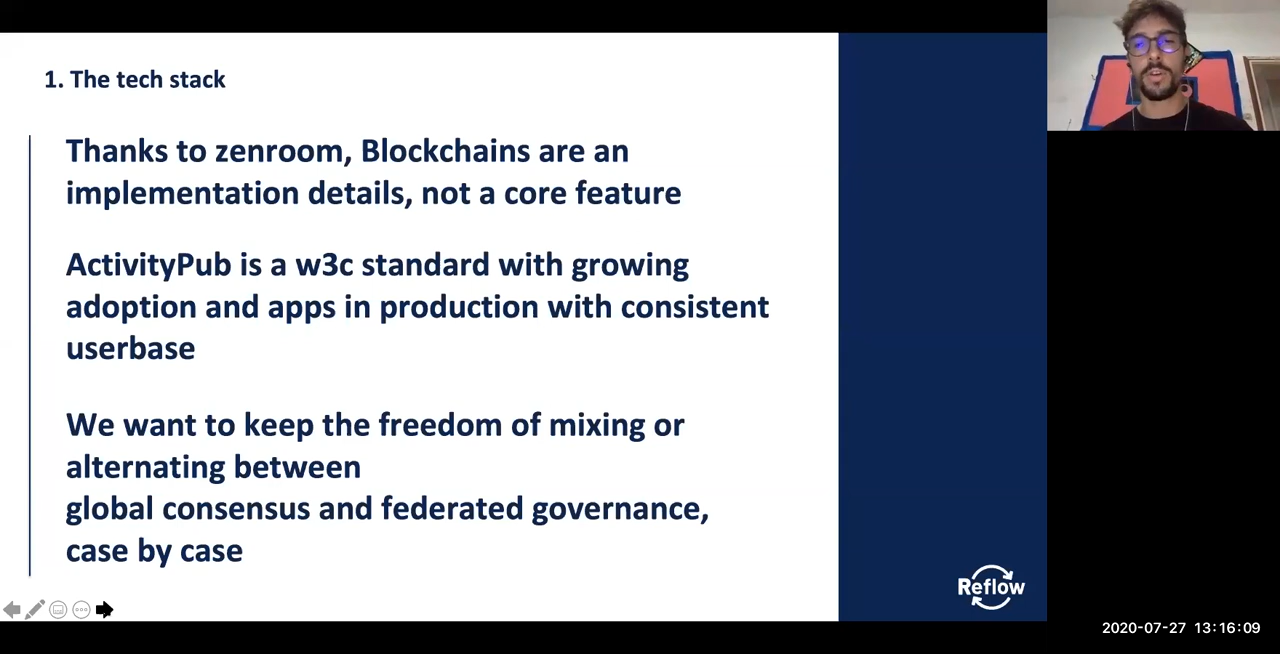 1. The tech stack
Thanks to zenroom, Blockchains are an
implementation details, not a core feature
ActivityPub is a w3c standard with growing
adoption and apps in production with consistent
userbase
We want to keep the freedom of mixing or
alternating between
global consensus and federated governance,
case by case
Reflow
2020-07-27 13:16:09